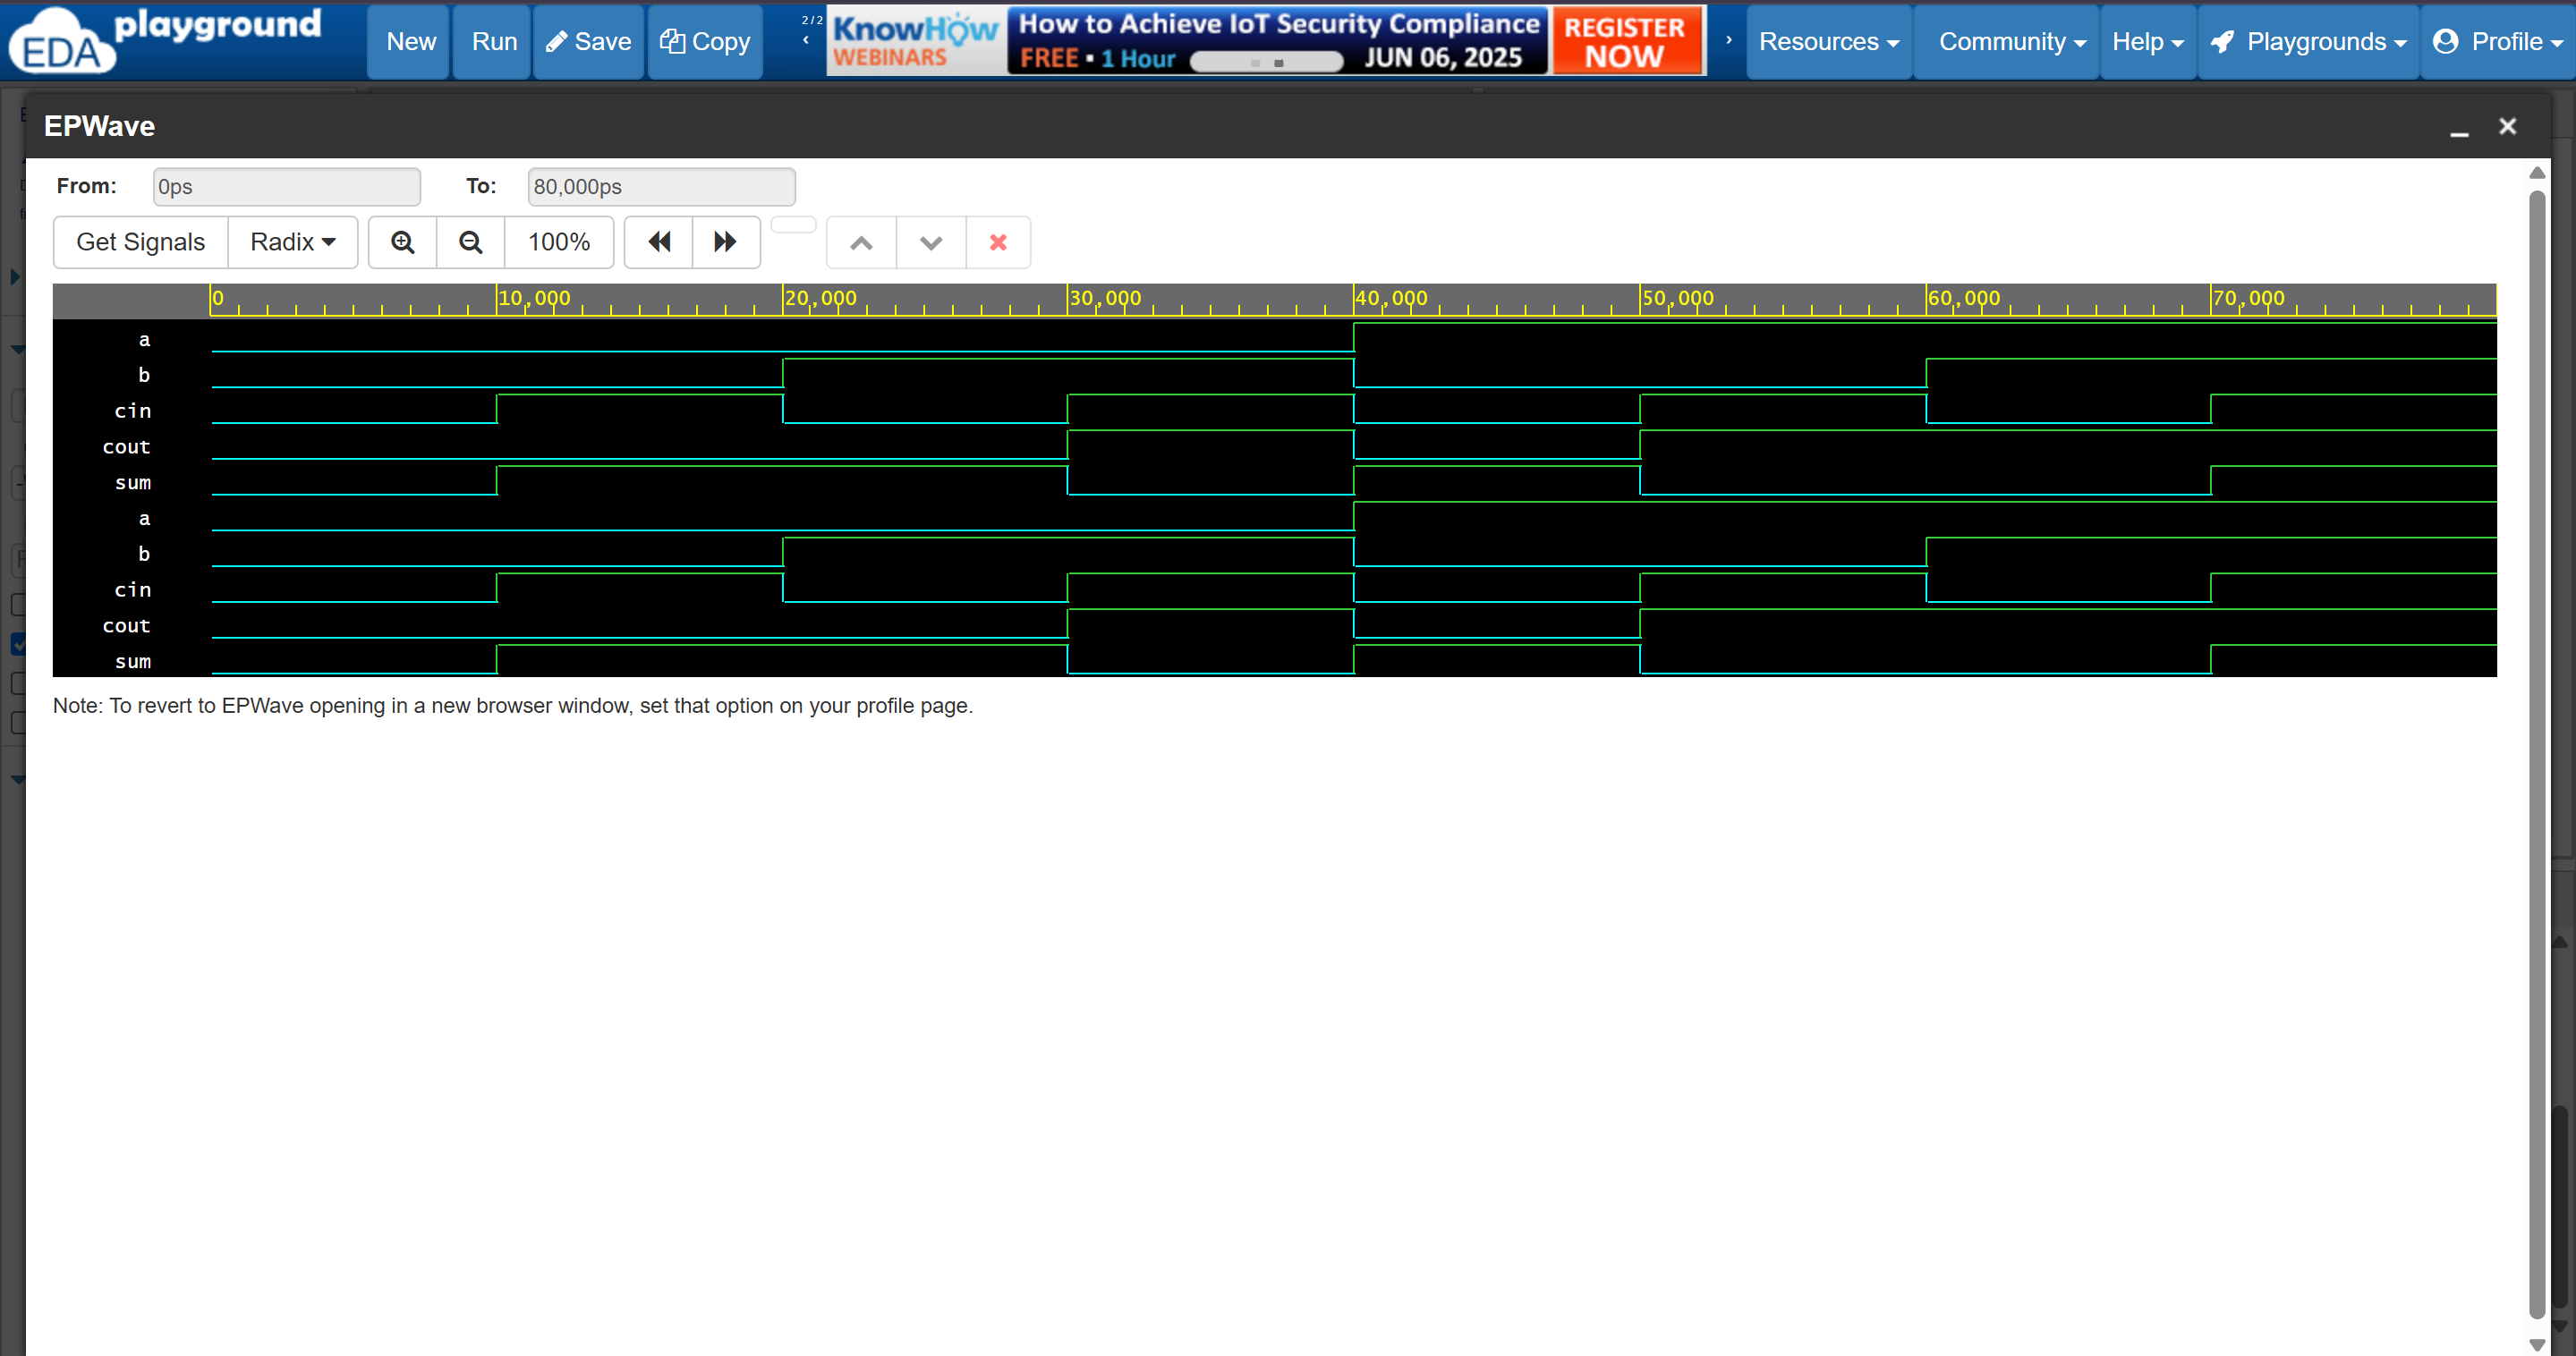 EDA playground
New
Run
Save
Copy
2 / 2
KnowHow
WEBINARS
How to Achieve IoT Security Compliance
FREE ▪ 1 Hour
JUN 06, 2025
REGISTER
NOW
Resources
Community
Help
Playgrounds
Profile
EPWave
From:
0ps
To:
80,000ps
Get Signals
Radix
100%
0
10,000
20,000
30,000
40,000
50,000
60,000
70,000
a
b
cin
cout
sum
a
b
cin
cout
sum
Note: To revert to EPWave opening in a new browser window, set that option on your profile page.